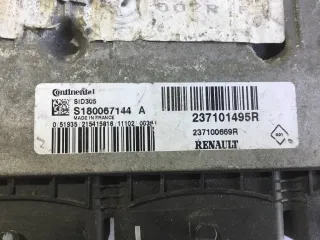 Continental
SID305
S180067144 A
MADE IN FRANCE
237101495R
237100669R
RENAULT